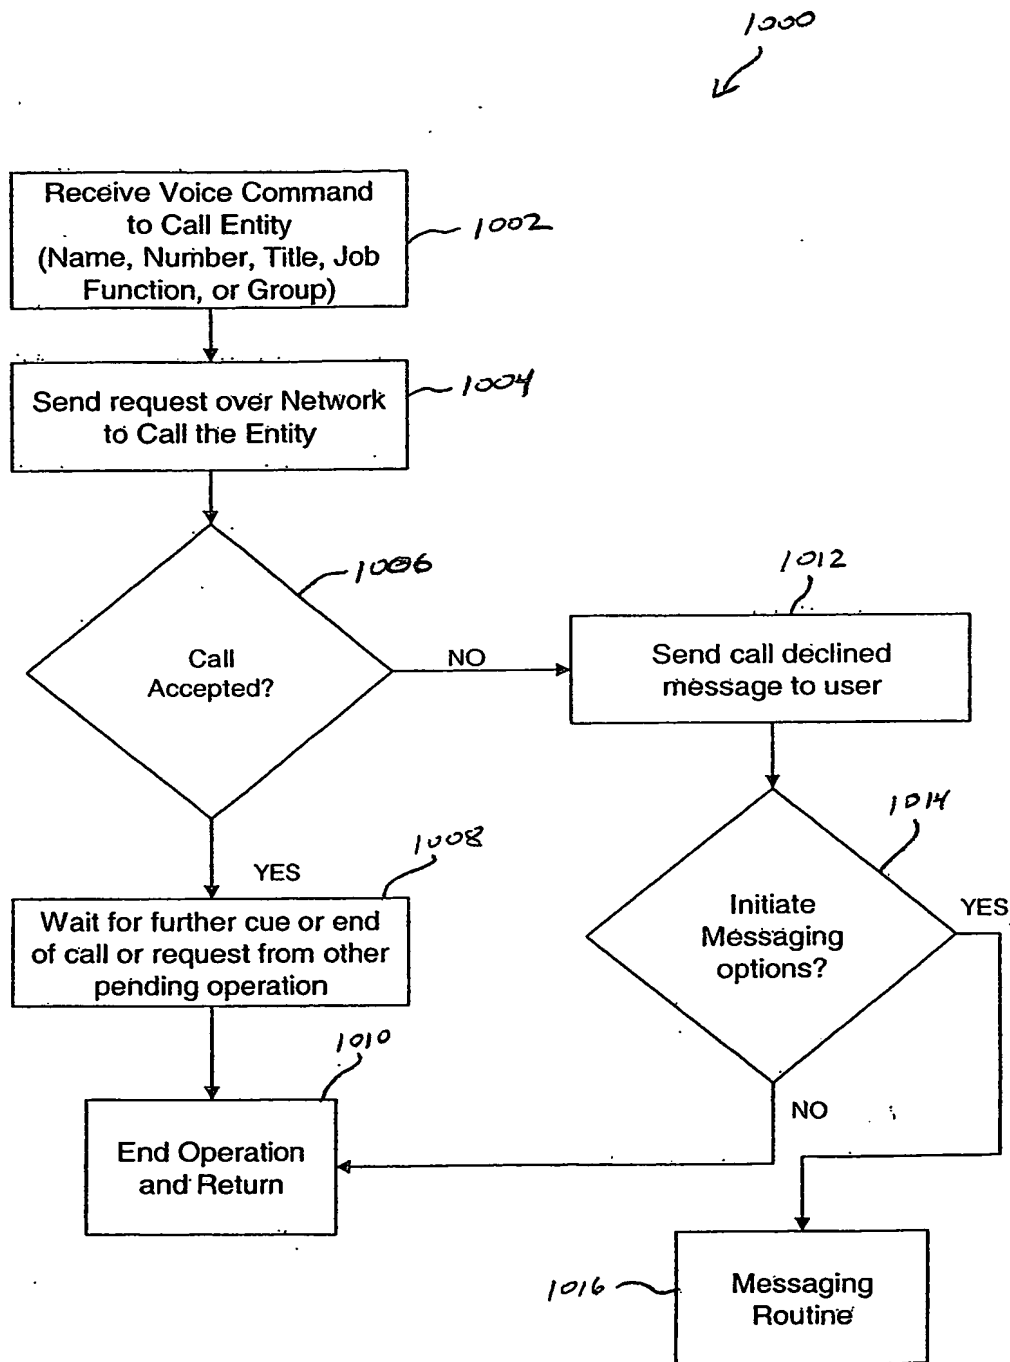 1000
Receive Voice Command
to Call Entity
(Name, Number, Title, Job
Function, or Group)
1002
Send request over Network
to Call the Entity
1004
Call
Accepted?
1006
NO
1012
Send call declined
message to user
YES
1008
Wait for further cue or end
of call or request from other
pending operation
1014
Initiate
Messaging
options?
YES
NO
1010
End Operation
and Return
1016
Messaging
Routine